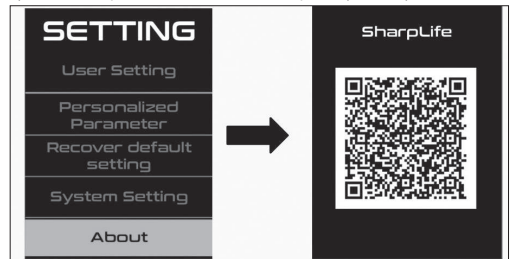 SETTING
User Setting
Personalized
Parameter
Recover default
setting
System Setting
About
SharpLife